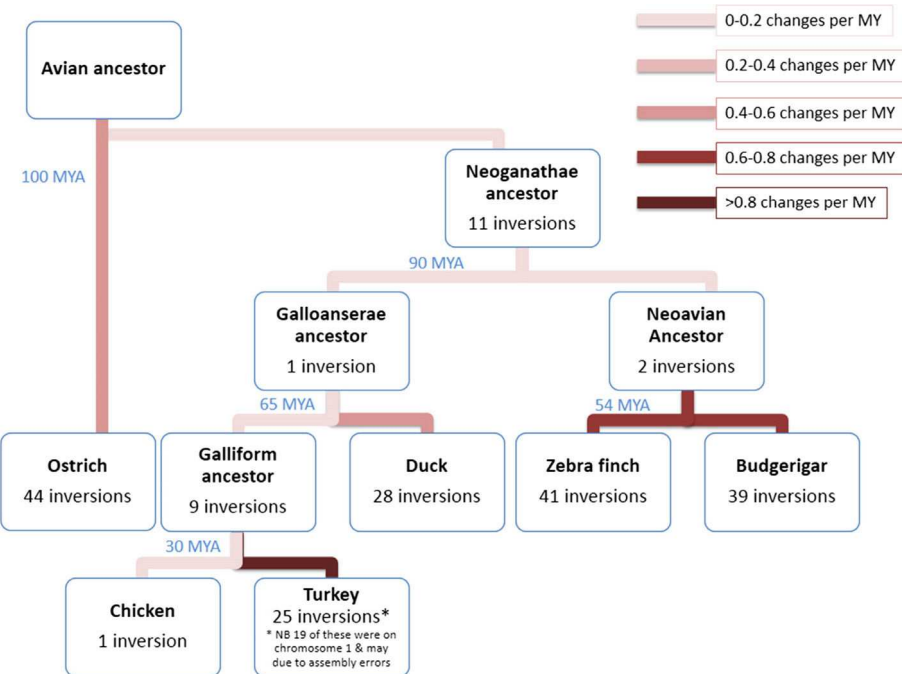 Avian ancestor
0-0.2 changes per MY
0.2-0.4 changes per MY
0.4-0.6 changes per MY
0.6-0.8 changes per MY
>0.8 changes per MY
100 MYA
Neoganathae
ancestor
11 inversions
90 MYA
Galloanserae
ancestor
1 inversion
Neoavian
Ancestor
2 inversions
65 MYA
54 MYA
Ostrich
44 inversions
Galliform
ancestor
9 inversions
Duck
28 inversions
Zebra finch
41 inversions
Budgerigar
39 inversions
30 MYA
Chicken
1 inversion
Turkey
25 inversions*
* NB 19 of these were on
chromosome 1 & may
due to assembly errors